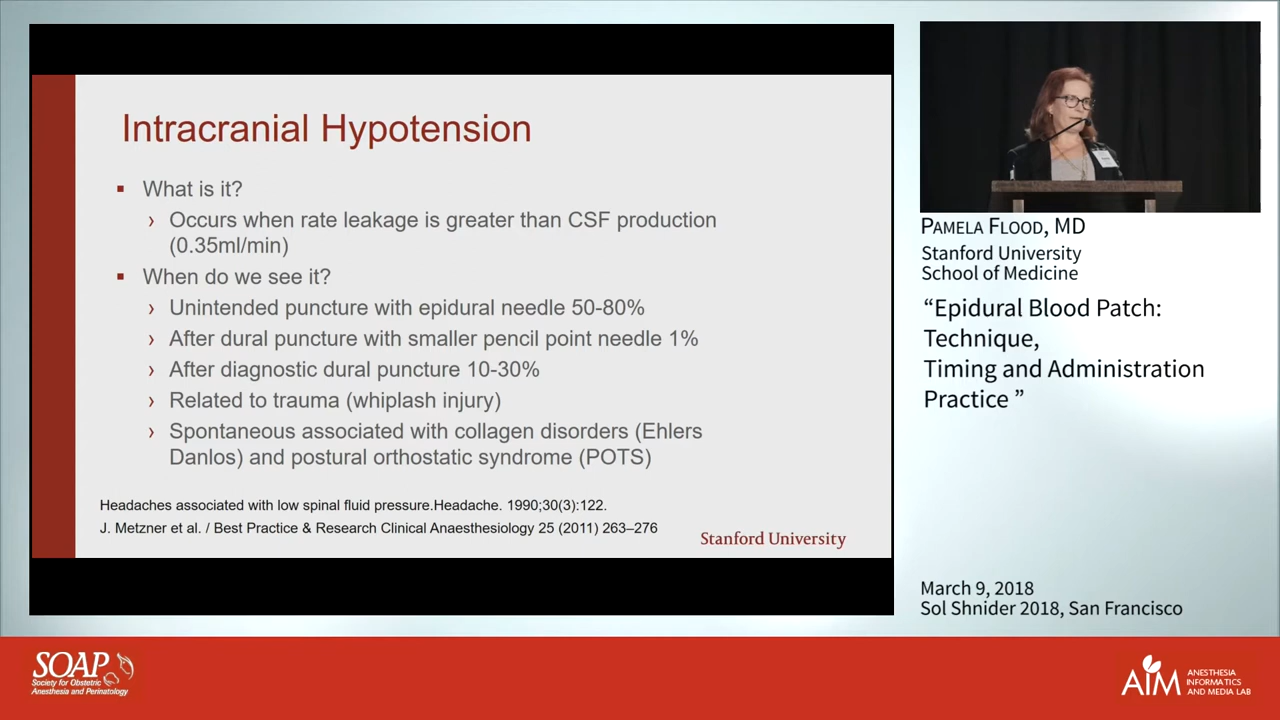 Intracranial Hypotension
▪ What is it?
› Occurs when rate leakage is greater than CSF production
(0.35ml/min)
▪ When do we see it?
› Unintended puncture with epidural needle 50-80%
› After dural puncture with smaller pencil point needle 1%
› After diagnostic dural puncture 10-30%
› Related to trauma (whiplash injury)
› Spontaneous associated with collagen disorders (Ehlers
Danlos) and postural orthostatic syndrome (POTS)
Headaches associated with low spinal fluid pressure.Headache. 1990;30(3):122.
J. Metzner et al. / Best Practice & Research Clinical Anaesthesiology 25 (2011) 263–276
Stanford University
PAMELA FLOOD, MD
Stanford University
School of Medicine
“Epidural Blood Patch:
Technique,
Timing and Administration
Practice ”
March 9, 2018
Sol Shnider 2018, San Francisco
SOAP
Society for Obstetric
Anesthesia and Perinatology
AIM
ANESTHESIA
INFORMATICS
AND MEDIA LAB